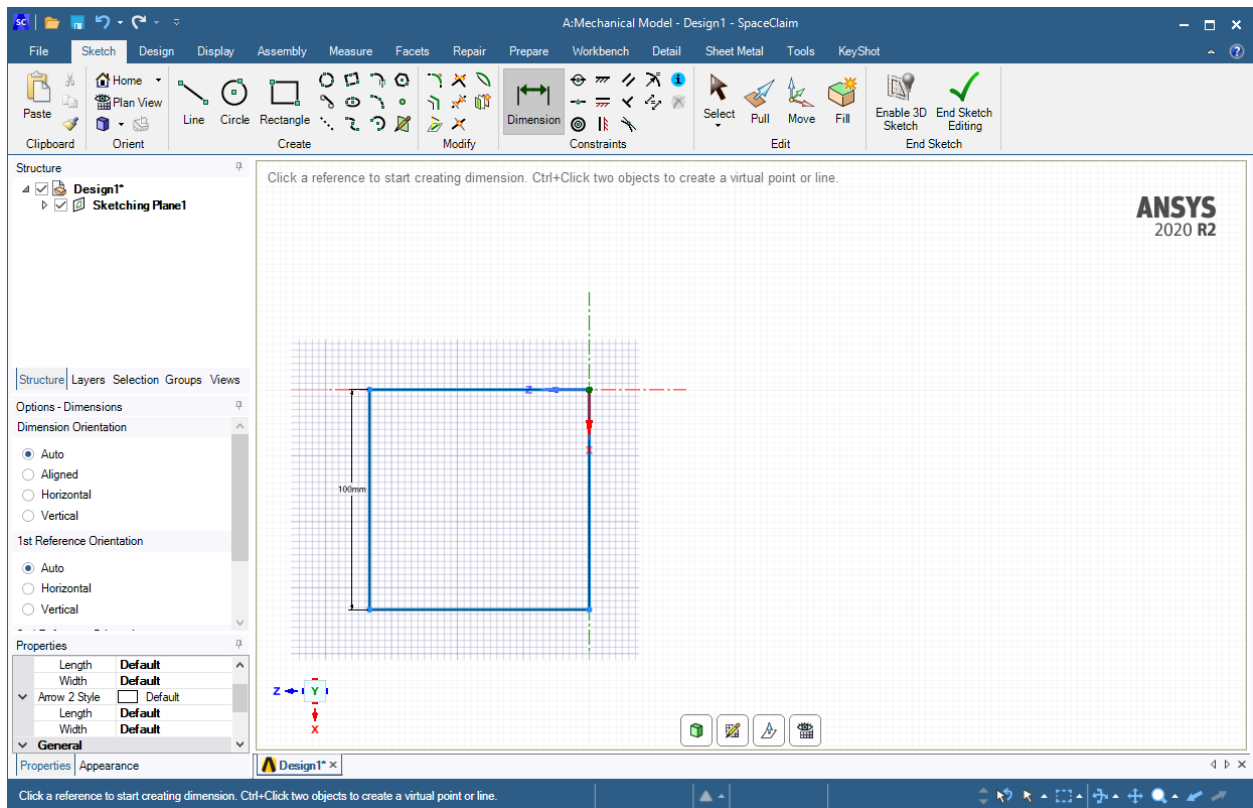 SC A:Mechanical Model - Design1 - SpaceClaim
File Sketch Design Display Assembly Measure Facets Repair Prepare Workbench Detail Sheet Metal Tools KeyShot
Paste Home Plan View Line Circle Rectangle Dimension Select Pull Move Fill Enable 3D Sketch End Sketch Editing
Clipboard Orient Create Modify Constraints Edit End Sketch
Structure
Design1*
Sketching Plane1
Structure Layers Selection Groups Views
Options - Dimensions
Dimension Orientation
Auto
Aligned
Horizontal
Vertical
1st Reference Orientation
Auto
Horizontal
Vertical
Properties
Length Default
Width Default
Arrow 2 Style Default
Length Default
Width Default
General
Properties Appearance
Click a reference to start creating dimension. Ctrl+Click two objects to create a virtual point or line.
ANSYS
2020 R2
Z
X
100mm
Z Y
X
Design1*
Click a reference to start creating dimension. Ctrl+Click two objects to create a virtual point or line.